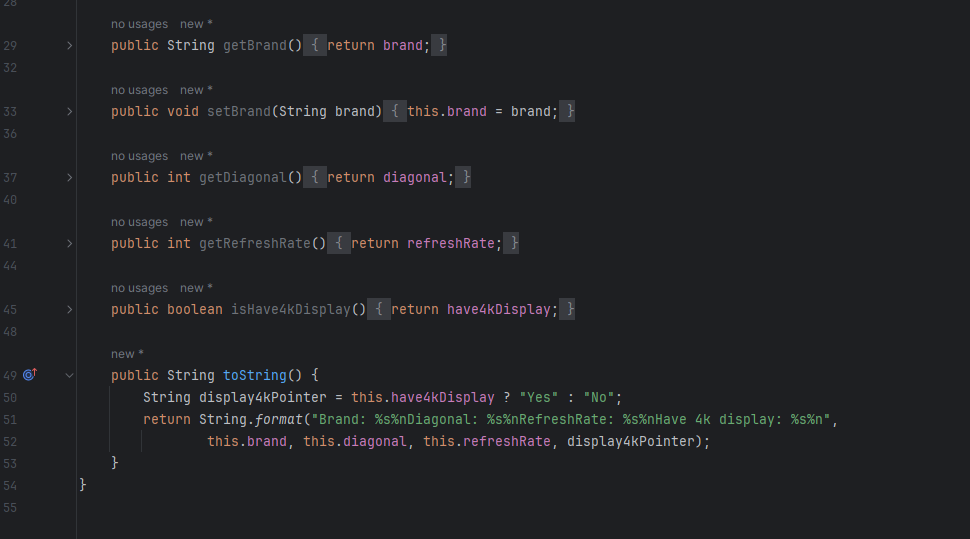 28
no usages new *
29 public String getBrand() { return brand; }
32
no usages new *
33 public void setBrand(String brand) { this.brand = brand; }
36
no usages new *
37 public int getDiagonal() { return diagonal; }
40
no usages new *
41 public int getRefreshRate() { return refreshRate; }
44
no usages new *
45 public boolean isHave4kDisplay() { return have4kDisplay; }
48
new *
49 public String toString() {
50 String display4kPointer = this.have4kDisplay ? "Yes" : "No";
51 return String.format("Brand: %s%nDiagonal: %s%nRefreshRate: %s%nHave 4k display: %s%n",
52 this.brand, this.diagonal, this.refreshRate, display4kPointer);
53 }
54 }
55